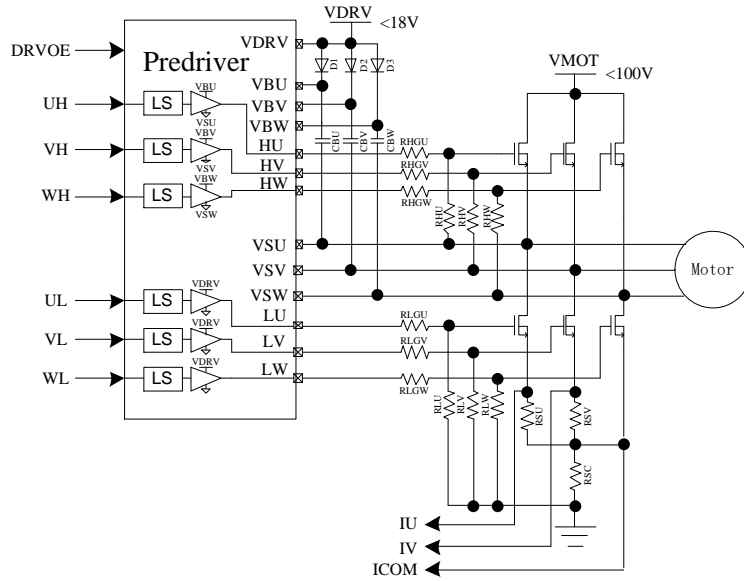 VDRV
<18V
DRVOE
Predriver
VDRV
D1
D2
D3
VMOT
<100V
VBU
VBU
UH
LS
VSU
VBV
VBW
CBU
CBV
CBW
VBV
HU
RHGU
VH
LS
VSV
HV
RHGV
VBW
HW
RHGW
WH
LS
VSW
RHU
RHV
RHW
VSU
VSV
Motor
VSW
UL
LS
VDRV
LU
RLGU
VL
LS
VDRV
LV
RLGV
WL
LS
VDRV
LW
RLGW
RLU
RLV
RLW
RSU
RSV
RSC
IU
IV
ICOM